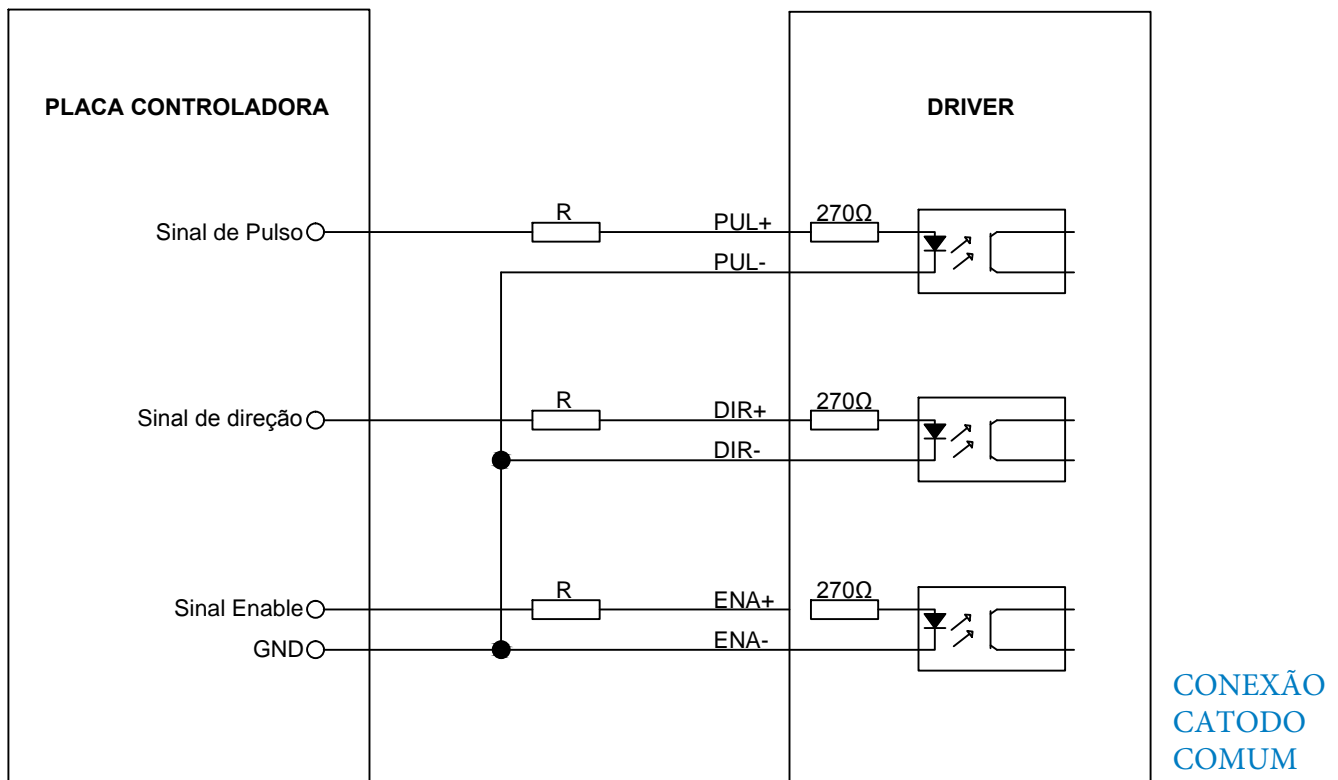 PLACA CONTROLADORA
DRIVER
Sinal de Pulso
R
PUL+
270Ω
PUL-
Sinal de direção
R
DIR+
270Ω
DIR-
Sinal Enable
R
ENA+
270Ω
GND
ENA-
CONEXÃO
CATODO
COMUM